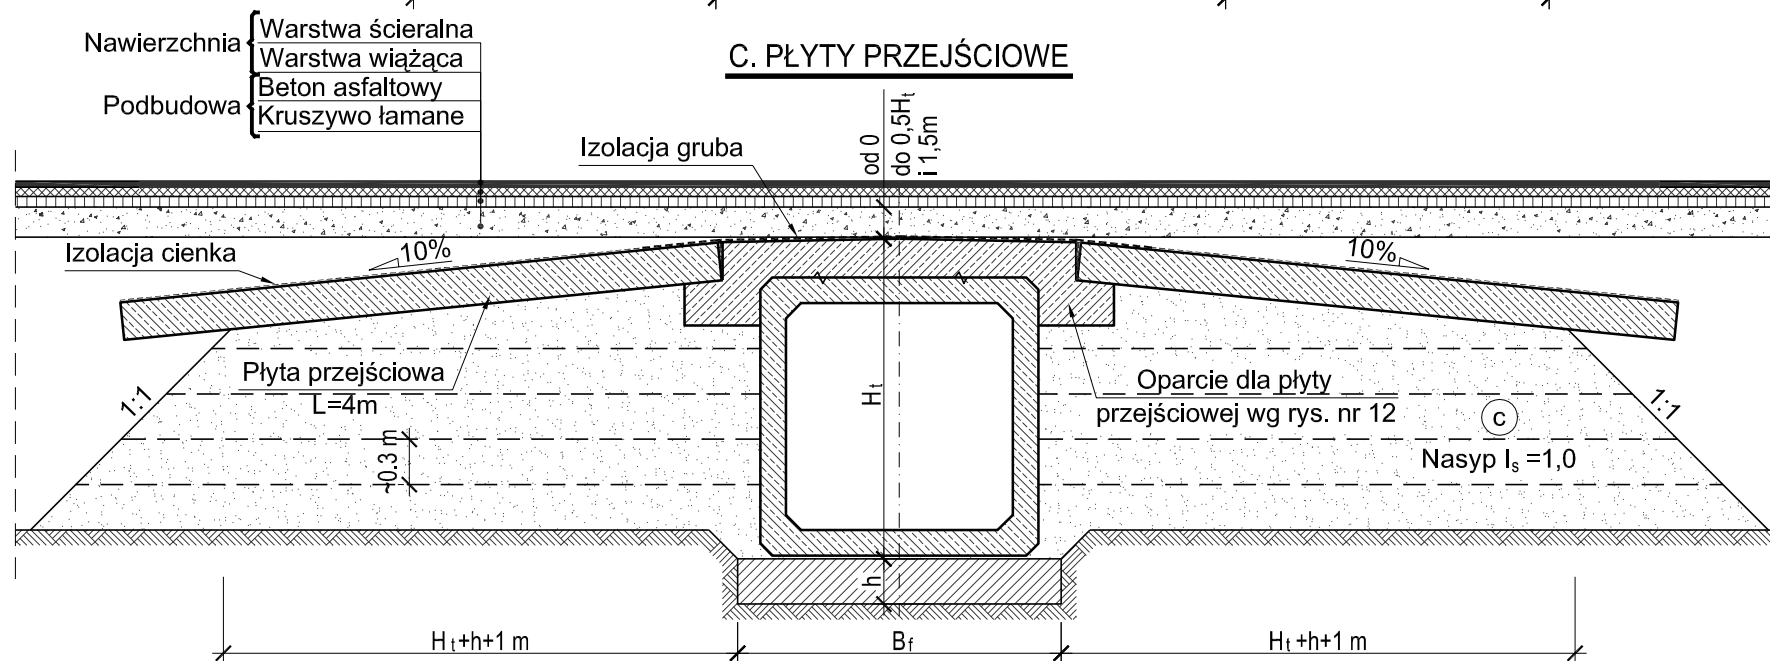 Nawierzchnia
Warstwa ścieralna
Warstwa wiążąca
Podbudowa
Beton asfaltowy
Kruszywo łamane
C. PŁYTY PRZEJŚCIOWE
Izolacja gruba
od 0
do 0,5Hₜ
i 1,5m
Izolacja cienka
10%
10%
Płyta przejściowa
L=4m
1:1
~0.3 m
Hₜ
Oparcie dla płyty
przejściowej wg rys. nr 12
1:1
c
Nasyp Iₛ =1,0
h
Hₜ+h+1 m
B_f
Hₜ+h+1 m